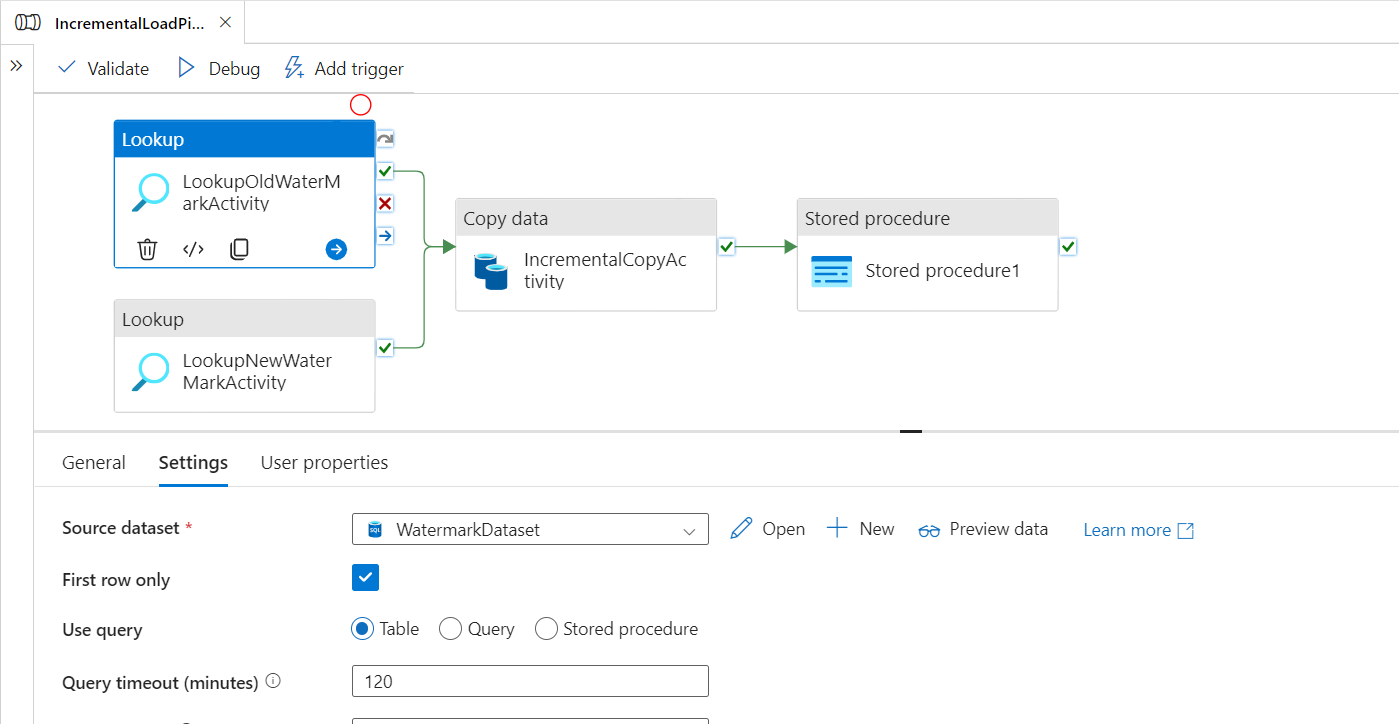 IncrementalLoadPi...
Validate Debug Add trigger
Lookup
LookupOldWaterM
arkActivity
Copy data
IncrementalCopyAc
tivity
Stored procedure
Stored procedure1
Lookup
LookupNewWater
MarkActivity
General Settings User properties
Source dataset * SQL WatermarkDataset Open New Preview data Learn more
First row only
Use query Table Query Stored procedure
Query timeout (minutes) 120